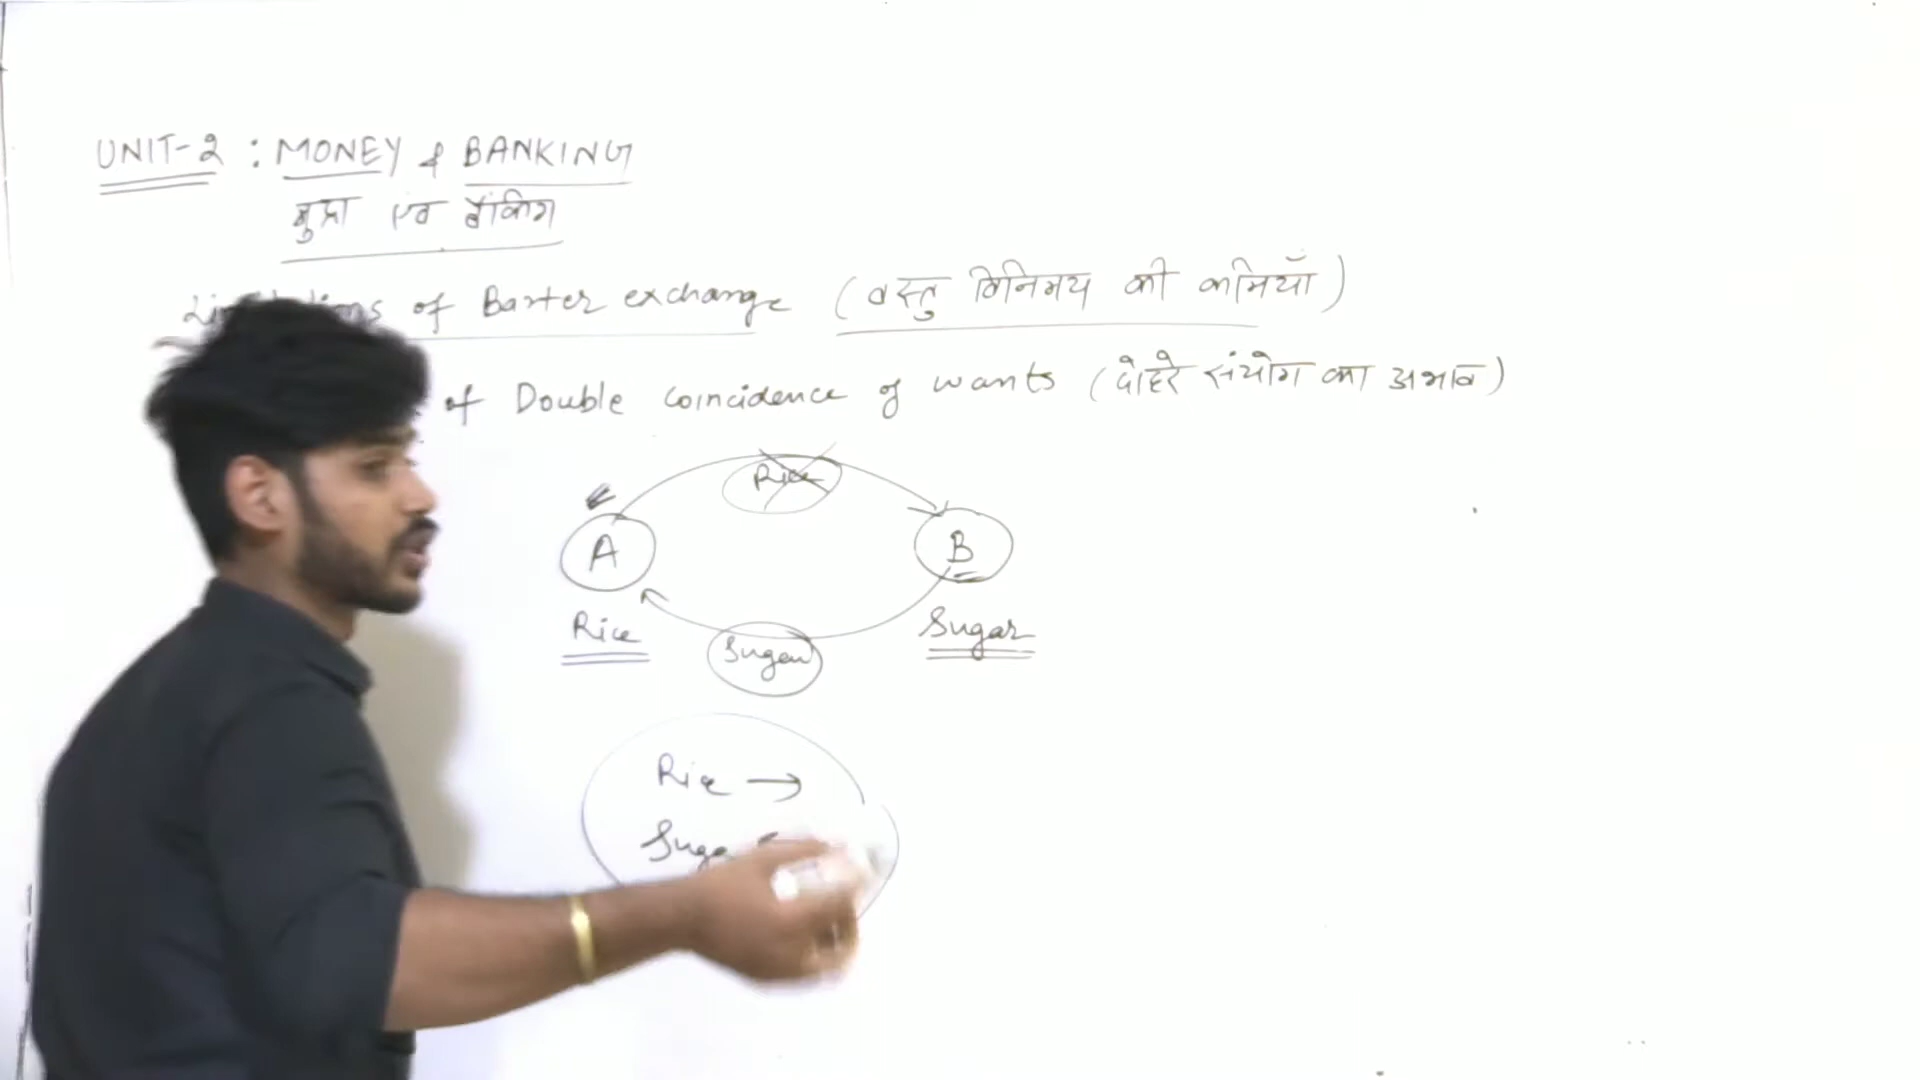 UNIT-2 : MONEY & BANKING
मुद्रा एवं बैंकिंग
of Barter exchange (वस्तु विनिमय की कमियाँ)
of Double coincidence of wants (दोहरे संयोग का अभाव)
Rice
A B
Rice Sugar
Sugar
Rice →